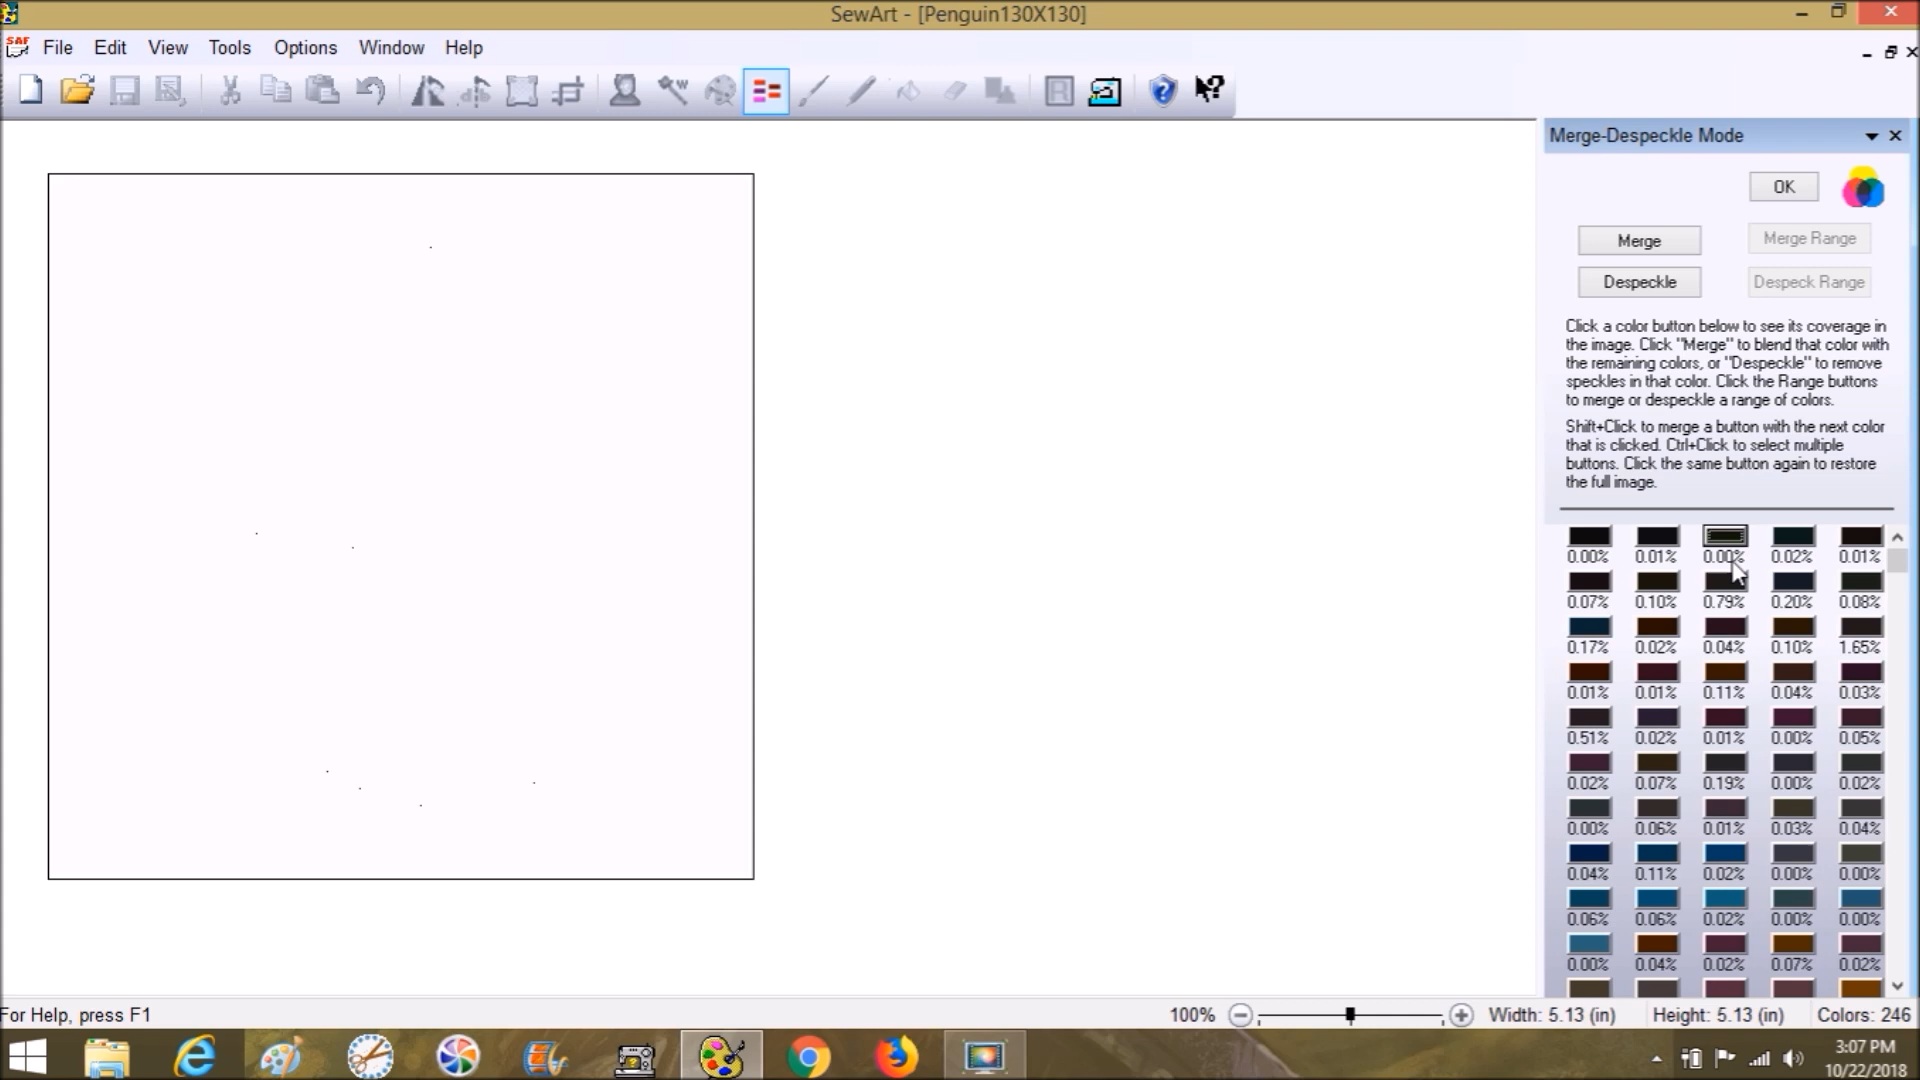 SewArt - [Penguin130X130]
SAF File Edit View Tools Options Window Help
Merge-Despeckle Mode
OK
Merge Merge Range
Despeckle Despeck Range
Click a color button below to see its coverage in
the image. Click "Merge" to blend that color with
the remaining colors, or "Despeckle" to remove
speckles in that color. Click the Range buttons
to merge or despeckle a range of colors.
Shift+Click to merge a button with the next color
that is clicked. Ctrl+Click to select multiple
buttons. Click the same button again to restore
the full image.
0.00% 0.01% 0.00% 0.02% 0.01%
0.07% 0.10% 0.79% 0.20% 0.08%
0.17% 0.02% 0.04% 0.10% 1.65%
0.01% 0.01% 0.11% 0.04% 0.03%
0.51% 0.02% 0.01% 0.00% 0.05%
0.02% 0.07% 0.19% 0.00% 0.02%
0.00% 0.06% 0.01% 0.03% 0.04%
0.04% 0.11% 0.02% 0.00% 0.00%
0.06% 0.06% 0.02% 0.00% 0.00%
0.00% 0.04% 0.02% 0.07% 0.02%
For Help, press F1 100% Width: 5.13 (in) Height: 5.13 (in) Colors: 246
3:07 PM
10/22/2018